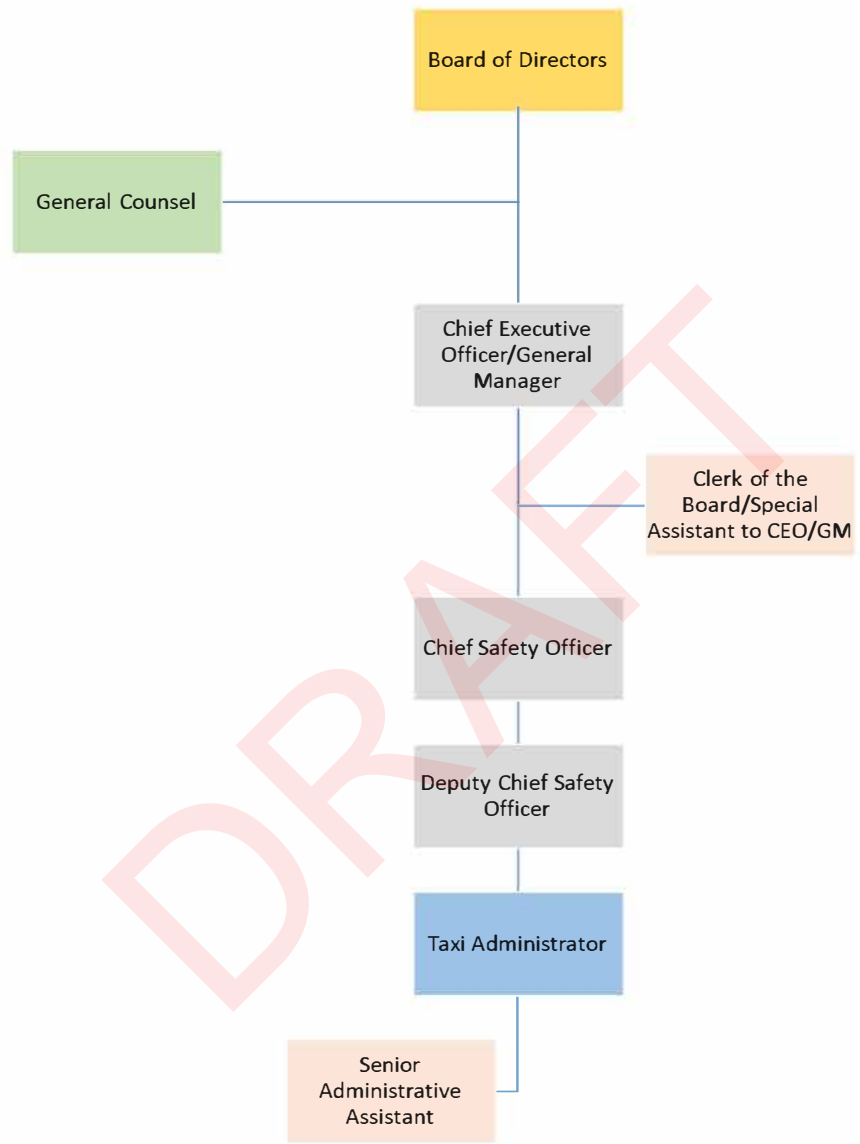 Board of Directors
General Counsel
Chief Executive
Officer/General
Manager
Clerk of the
Board/Special
Assistant to CEO/GM
Chief Safety Officer
Deputy Chief Safety
Officer
Taxi Administrator
Senior
Administrative
Assistant
DRAFT